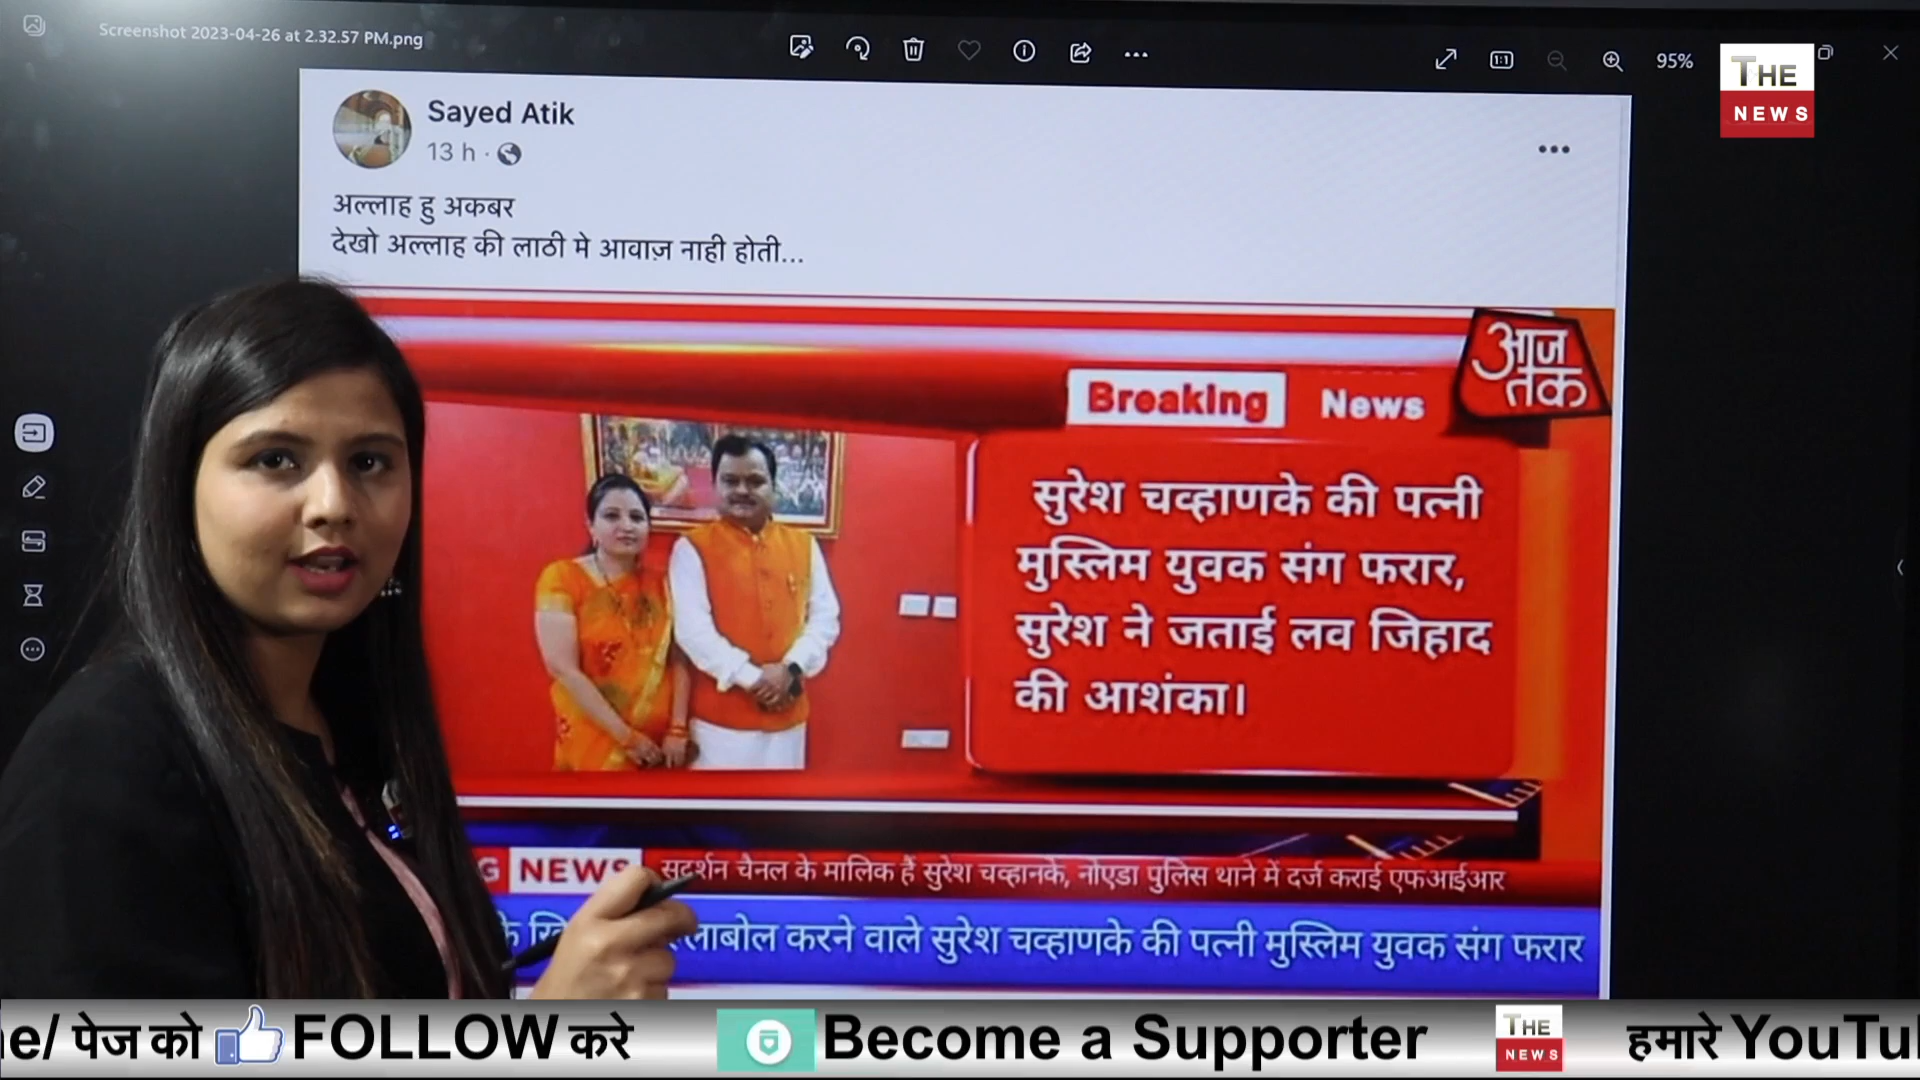 Screenshot 2023-04-26 at 2.32.57 PM.png
95%
THE
NEWS
Sayed Atik
13 h ·
अल्लाह हु अकबर
देखो अल्लाह की लाठी मे आवाज़ नाही होती...
आज
तक
Breaking News
सुरेश चव्हाणके की पत्नी
मुस्लिम युवक संग फरार,
सुरेश ने जताई लव जिहाद
की आशंका।
G NEWS
सुदर्शन चैनल के मालिक हैं सुरेश चव्हानके, नोएडा पुलिस थाने में दर्ज कराई एफआईआर
करने वाले सुरेश चव्हाणके की पत्नी मुस्लिम युवक संग फरार
e/ पेज को FOLLOW करे Become a Supporter THE NEWS हमारे YouTu